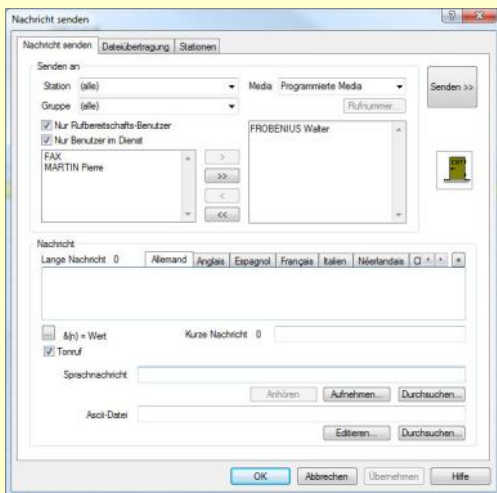 Nachricht senden
Nachricht senden Dateiübertragung Stationen
Senden an
Station (alle) Media Programmierte Media Senden >>
Gruppe (alle) Rufnummer...
Nur Rufbereitschafts-Benutzer FROBENIUS Walter
Nur Benutzer im Dienst
FAX
MARTIN Pierre
>
>>
<
<<
Nachricht
Lange Nachricht 0 Allemand Anglais Espagnol Français Italien Néerlandais
... &(n) = Wert Kurze Nachricht 0
Tonruf
Sprachnachricht
Anhören Aufnehmen... Durchsuchen...
Ascii-Datei
Editieren... Durchsuchen...
OK Abbrechen Übernehmen Hilfe